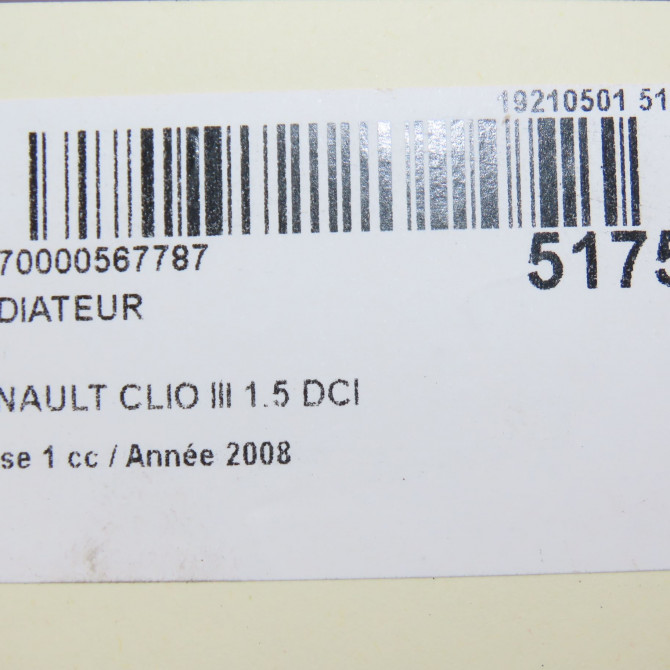 19210501 51
70000567787
5175
DIATEUR
NAULT CLIO III 1.5 DCI
se 1 cc / Année 2008